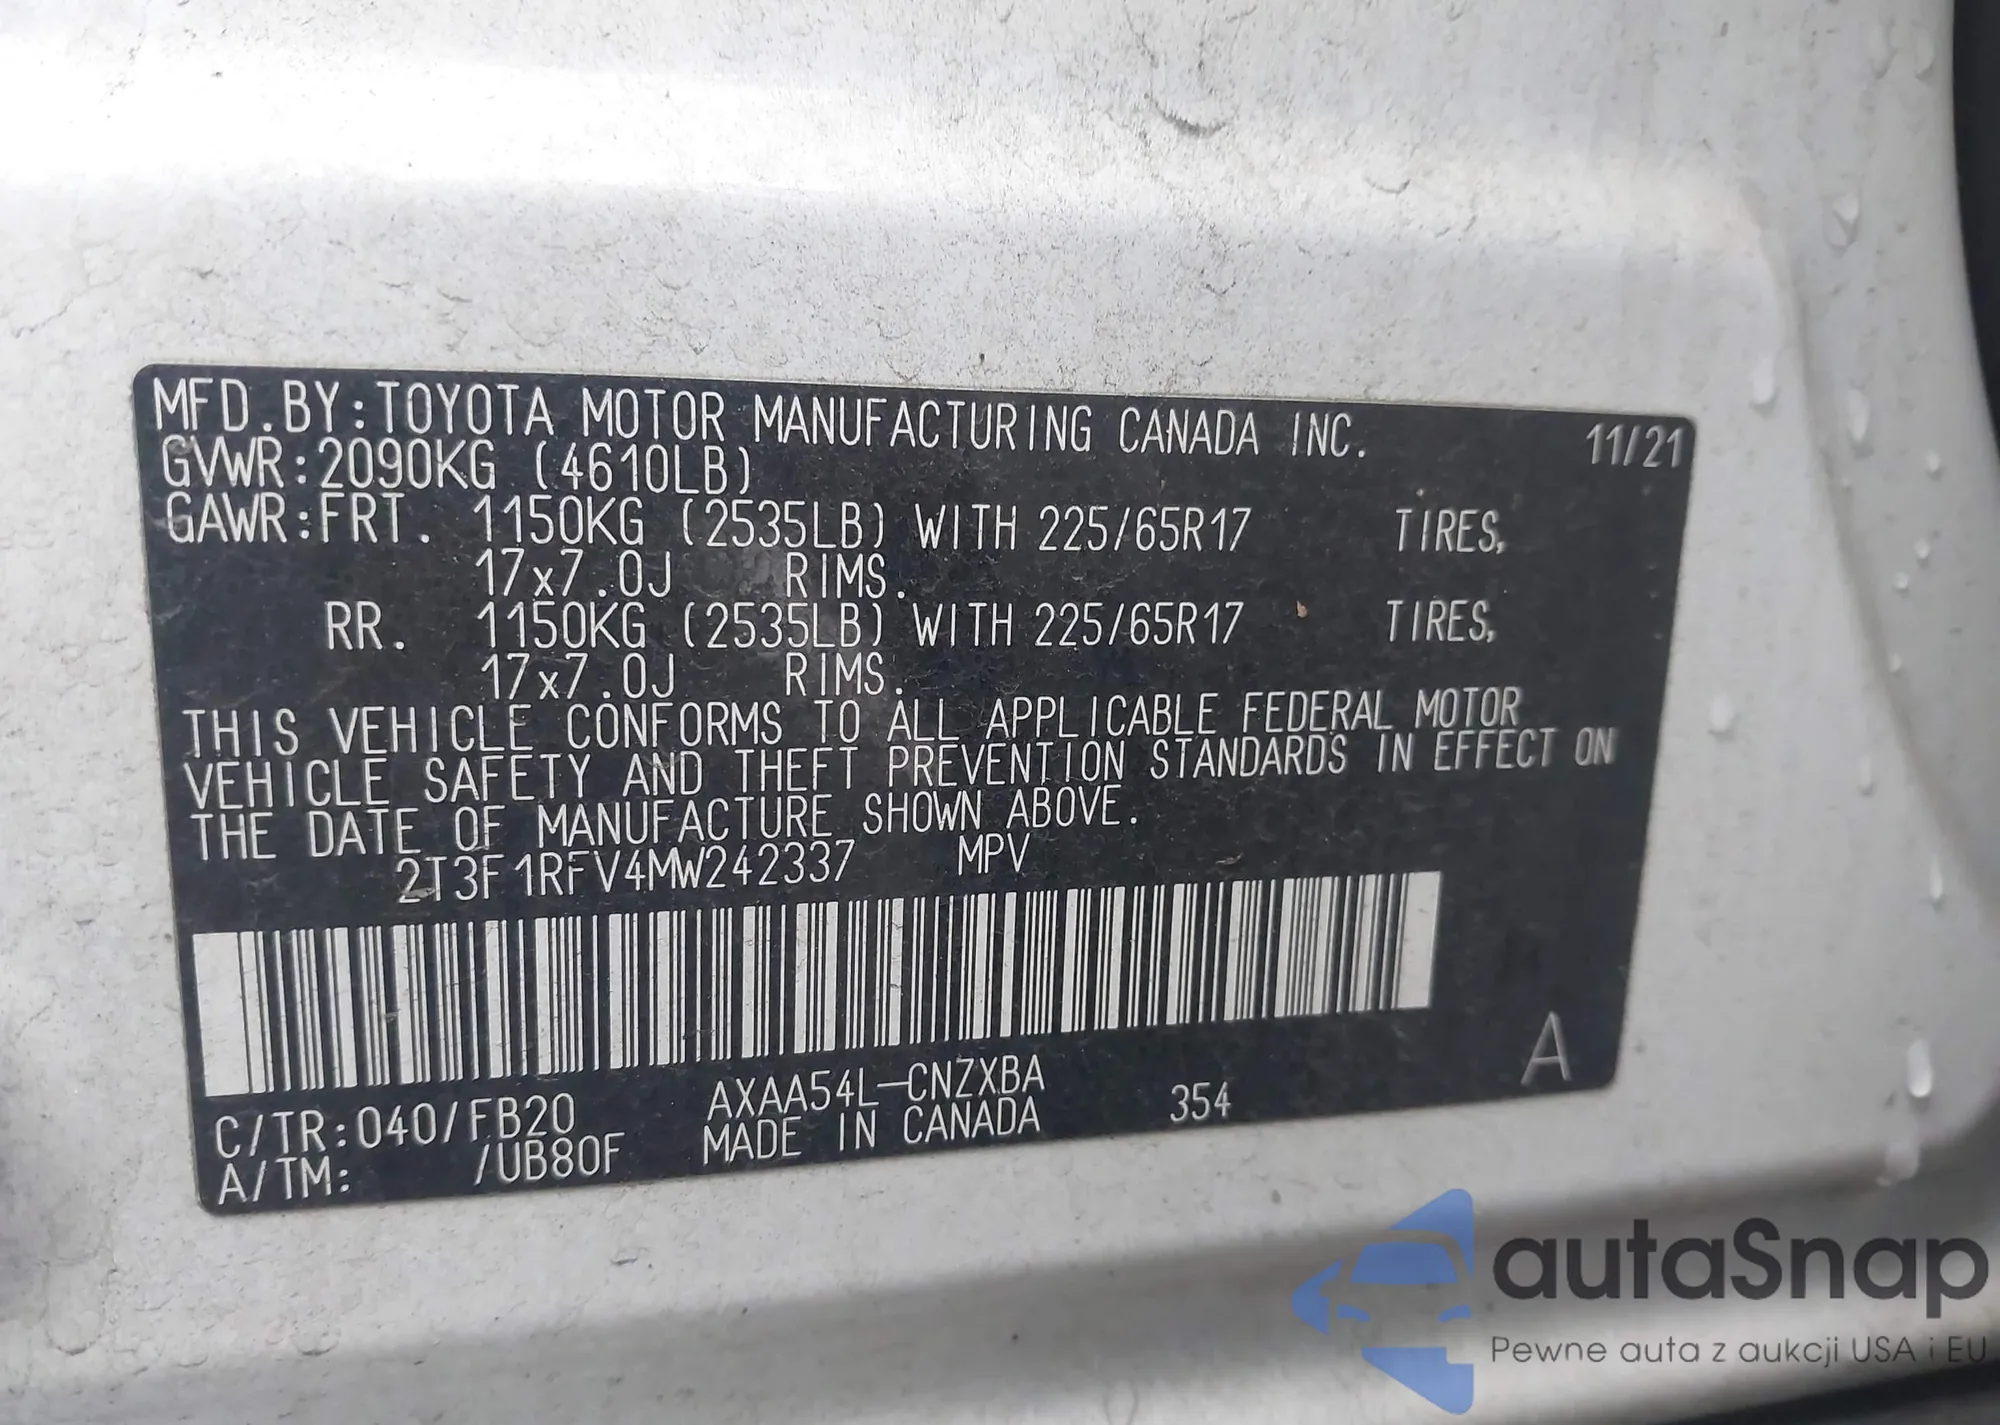 MFD.BY:TOYOTA MOTOR MANUFACTURING CANADA INC. 11/21
GVWR:2090KG (4610LB)
GAWR:FRT. 1150KG (2535LB) WITH 225/65R17 TIRES,
17x7.0J RIMS.
RR. 1150KG (2535LB) WITH 225/65R17 TIRES,
17x7.0J RIMS.
THIS VEHICLE CONFORMS TO ALL APPLICABLE FEDERAL MOTOR
VEHICLE SAFETY AND THEFT PREVENTION STANDARDS IN EFFECT ON
THE DATE OF MANUFACTURE SHOWN ABOVE.
2T3F1RFV4MW242337 MPV
C/TR:040/FB20 AXAA54L-CNZXBA 354 A
A/TM: /UB80F MADE IN CANADA
autaSnap
Pewne auta z aukcji USA i EU